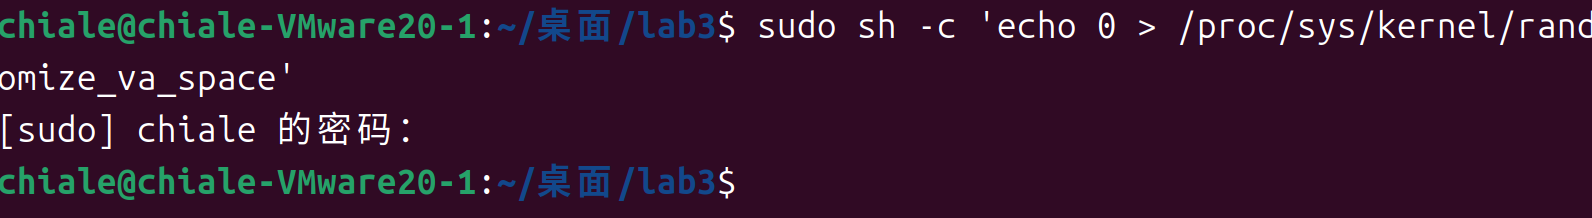 chiale@chiale-VMware20-1:~/桌面/lab3$ sudo sh -c 'echo 0 > /proc/sys/kernel/rand
omize_va_space'
[sudo] chiale 的密码：
chiale@chiale-VMware20-1:~/桌面/lab3$